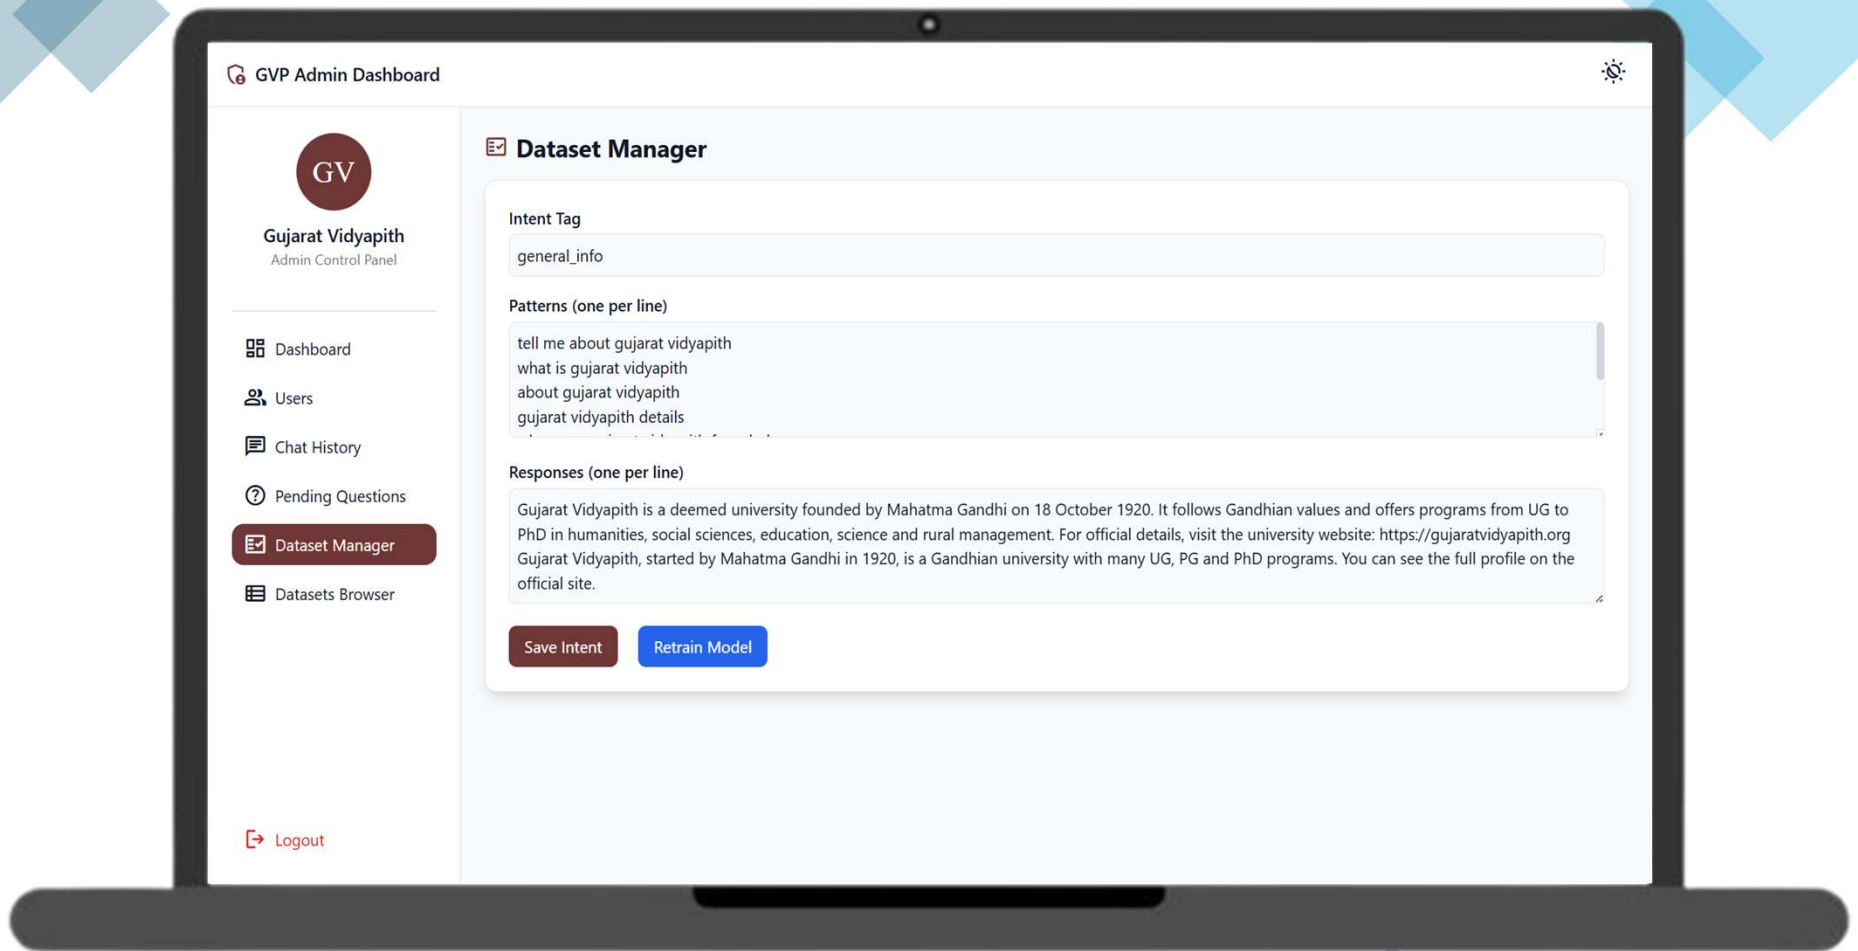 GVP Admin Dashboard
GV
Gujarat Vidyapith
Admin Control Panel
Dashboard
Users
Chat History
Pending Questions
Dataset Manager
Datasets Browser
Logout
Dataset Manager
Intent Tag
general_info
Patterns (one per line)
tell me about gujarat vidyapith
what is gujarat vidyapith
about gujarat vidyapith
gujarat vidyapith details
Responses (one per line)
Gujarat Vidyapith is a deemed university founded by Mahatma Gandhi on 18 October 1920. It follows Gandhian values and offers programs from UG to
PhD in humanities, social sciences, education, science and rural management. For official details, visit the university website: https://gujaratvidyapith.org
Gujarat Vidyapith, started by Mahatma Gandhi in 1920, is a Gandhian university with many UG, PG and PhD programs. You can see the full profile on the
official site.
Save Intent
Retrain Model